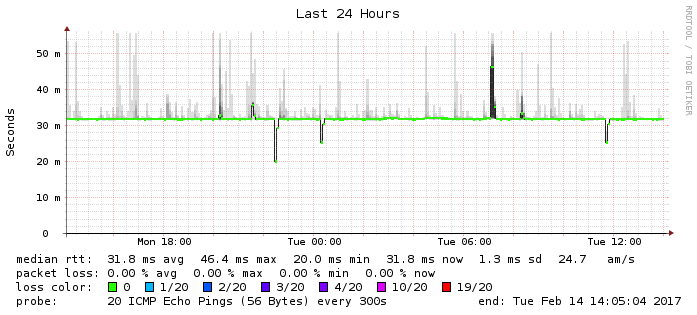 Last 24 Hours
RRDTOOL / TOBI OETIKER
Seconds
50 m
40 m
30 m
20 m
10 m
0
Mon 18:00 Tue 00:00 Tue 06:00 Tue 12:00
median rtt: 31.8 ms avg 46.4 ms max 20.0 ms min 31.8 ms now 1.3 ms sd 24.7 am/s
packet loss: 0.00 % avg 0.00 % max 0.00 % min 0.00 % now
loss color: 0 1/20 2/20 3/20 4/20 10/20 19/20
probe: 20 ICMP Echo Pings (56 Bytes) every 300s end: Tue Feb 14 14:05:04 2017